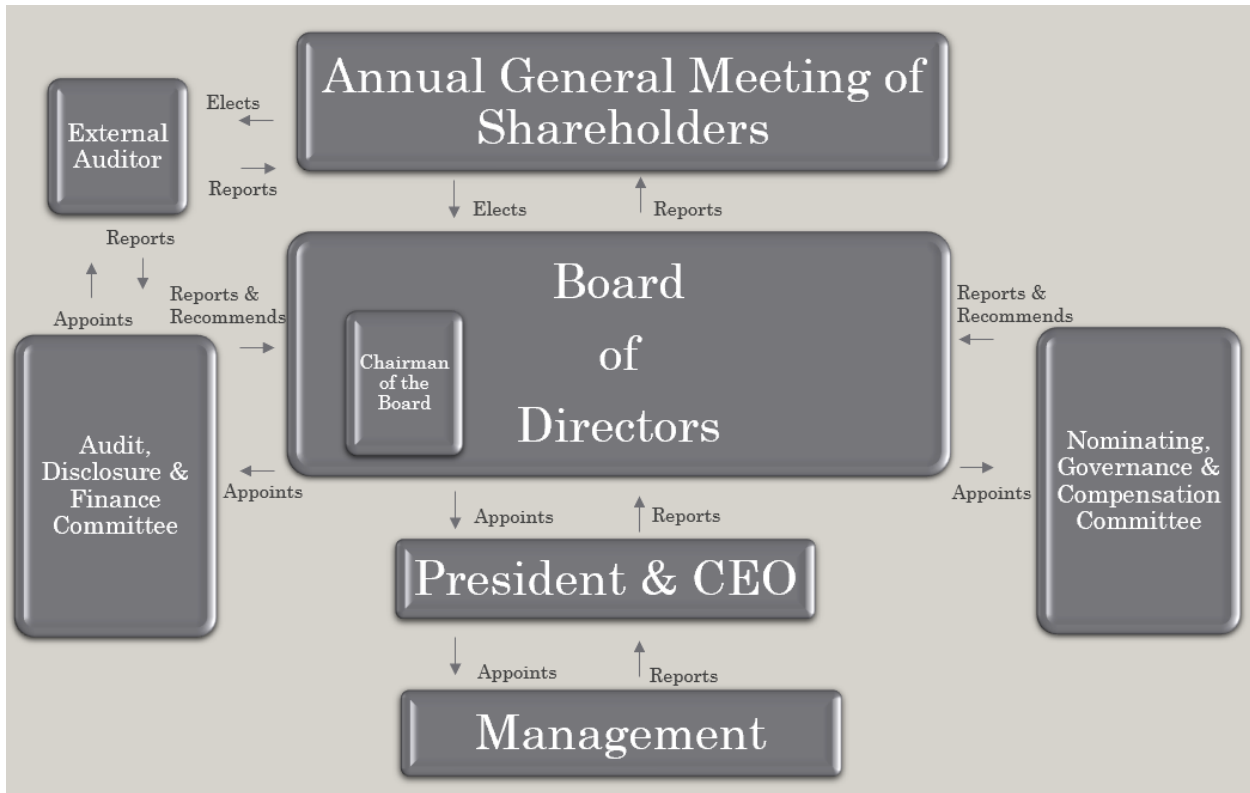 Annual General Meeting of
Shareholders
External
Auditor
Elects
Reports
Elects
Reports
Reports
Appoints
Reports &
Recommends
Board
of
Directors
Chairman
of the
Board
Reports &
Recommends
Audit,
Disclosure &
Finance
Committee
Appoints
Nominating,
Governance &
Compensation
Committee
Appoints
Appoints
Reports
President & CEO
Appoints
Reports
Management